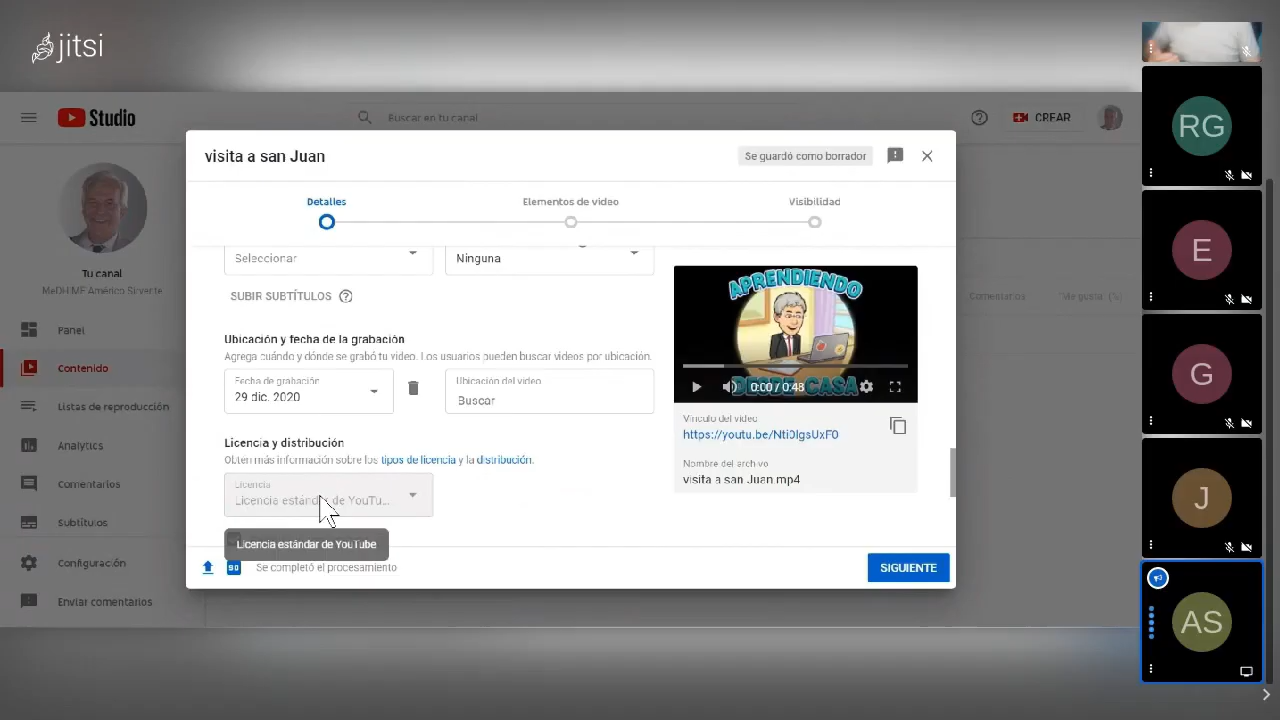 jitsi
Studio
Buscar en tu canal
CREAR
visita a san Juan
Se guardó como borrador
Detalles
Elementos de video
Visibilidad
Seleccionar
Ninguna
SUBIR SUBTÍTULOS
Ubicación y fecha de la grabación
Agrega cuándo y dónde se grabó tu video. Los usuarios pueden buscar videos por ubicación.
Fecha de grabación
29 dic. 2020
Ubicación del video
Buscar
Licencia y distribución
Obtén más información sobre los tipos de licencia y la distribución.
Licencia
Licencia estándar de YouTu...
Licencia estándar de YouTube
Se completó el procesamiento
SIGUIENTE
APRENDIENDO
DESDE CASA
0:00 / 0:48
Vínculo del video
Nombre del archivo
visita a san Juan.mp4
Tu canal
Panel
Contenido
Listas de reproducción
Analytics
Comentarios
Subtítulos
Configuración
Enviar comentarios
Comentarios
"Me gusta" (%)
RG
E
G
J
AS